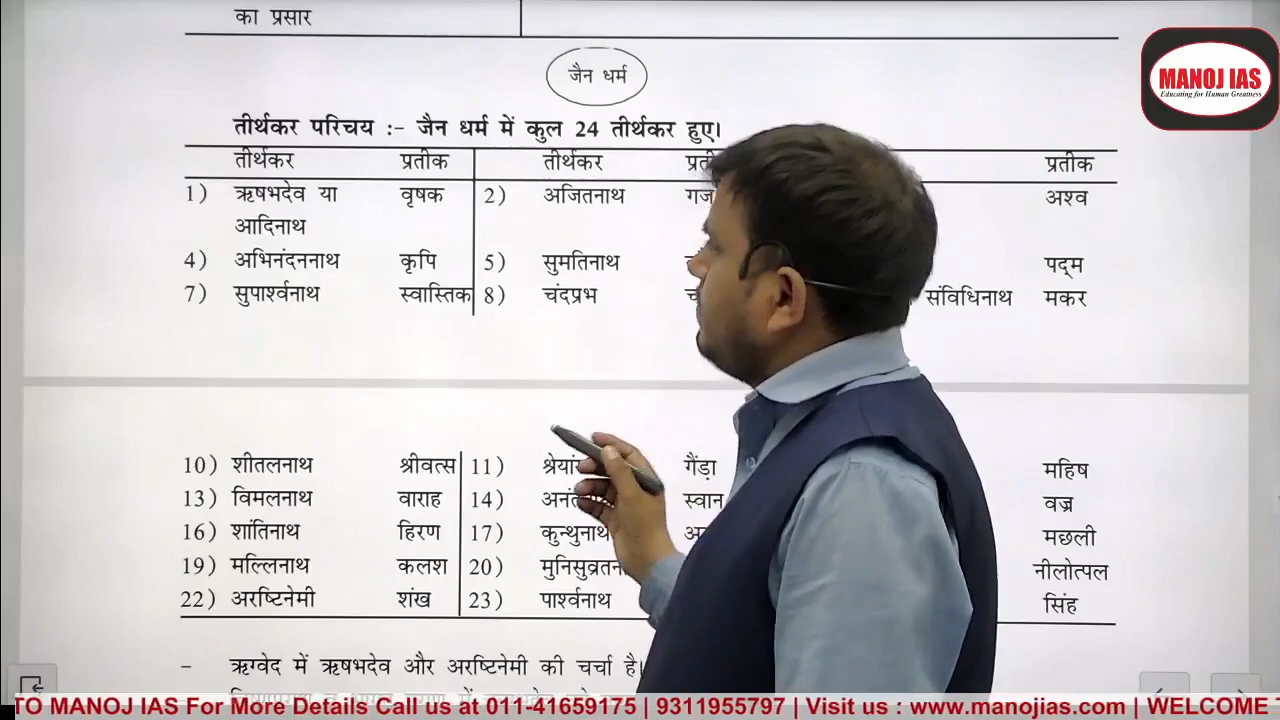 का प्रसार
MANOJ IAS
Educating for Human Greatness
जैन धर्म
तीर्थकर परिचय :- जैन धर्म में कुल 24 तीर्थकर हुए।
तीर्थकर प्रतीक तीर्थकर प्रतीक
1) ऋषभदेव या वृषक 2) अजितनाथ गज अश्व
आदिनाथ
4) अभिनंदननाथ कृपि 5) सुमतिनाथ पद्म
7) सुपार्श्वनाथ स्वास्तिक 8) चंदप्रभ संविधिनाथ मकर
10) शीतलनाथ श्रीवत्स 11) गैंड़ा महिष
13) विमलनाथ वाराह 14) स्वान वज्र
16) शांतिनाथ हिरण 17) कुन्थुनाथ मछली
19) मल्लिनाथ कलश 20) नीलोत्पल
22) अरष्टिनेमी शंख 23) पार्श्वनाथ सिंह
– ऋग्वेद में ऋषभदेव और अरष्टिनेमी की चर्चा है।
TO MANOJ IAS For More Details Call us at 011-41659175 | 9311955797 | Visit us : www.manojias.com | WELCOME